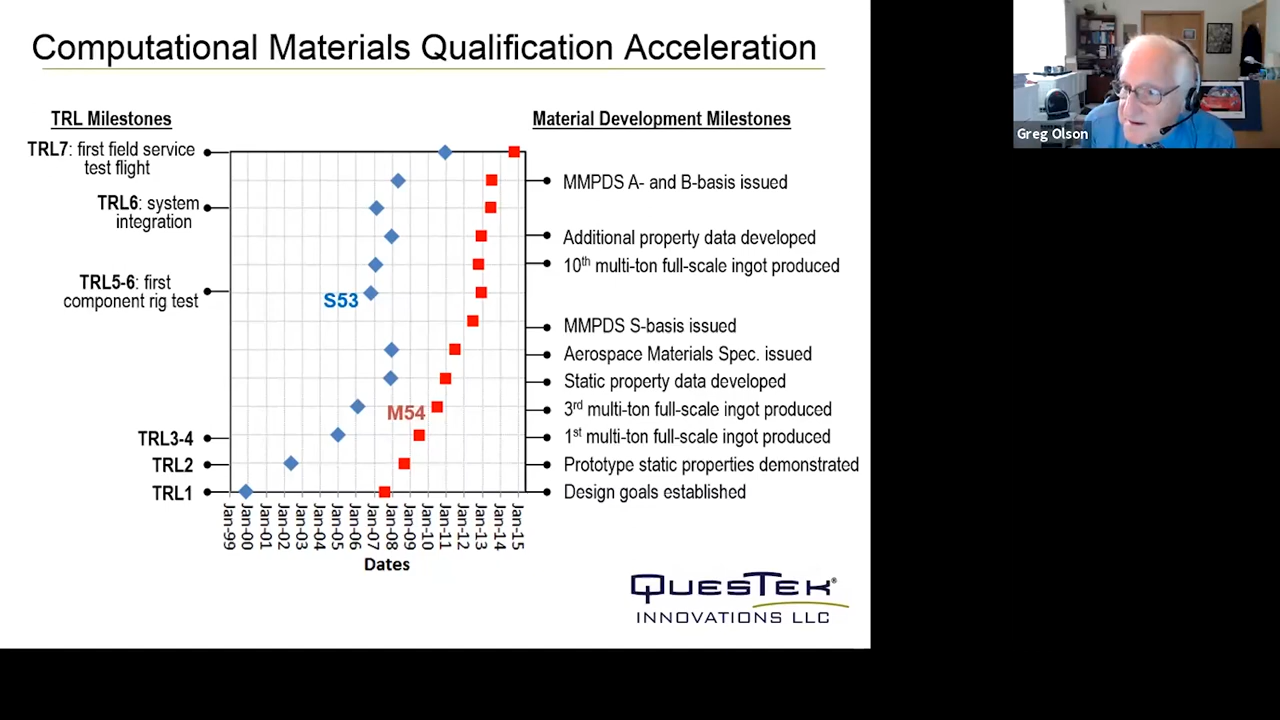 Computational Materials Qualification Acceleration
Greg Olson
TRL Milestones
Material Development Milestones
TRL7: first field service
test flight
MMPDS A- and B-basis issued
TRL6: system
integration
Additional property data developed
10th multi-ton full-scale ingot produced
TRL5-6: first
component rig test
S53
MMPDS S-basis issued
Aerospace Materials Spec. issued
Static property data developed
M54
3rd multi-ton full-scale ingot produced
TRL3-4
1st multi-ton full-scale ingot produced
TRL2
Prototype static properties demonstrated
TRL1
Design goals established
Jan-99
Jan-00
Jan-01
Jan-02
Jan-03
Jan-04
Jan-05
Jan-06
Jan-07
Jan-08
Jan-09
Jan-10
Jan-11
Jan-12
Jan-13
Jan-14
Jan-15
Dates
QuesTek®
INNOVATIONS LLC